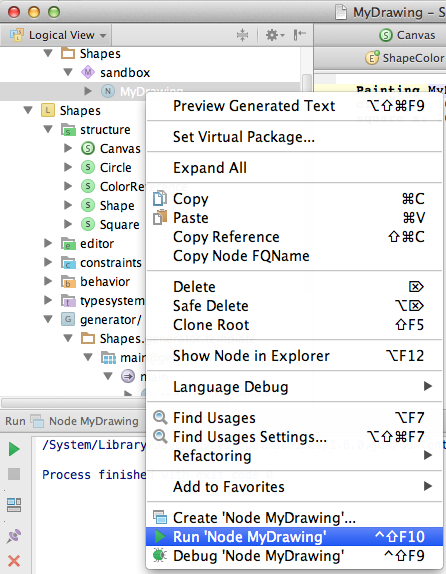 MyDrawing – S
Logical View
Canvas
Shapes
ShapeColor
sandbox
MyDrawing
Painting MyD
Shapes
structure
Canvas
Circle
ColorRe
Shape
Square
editor
constraints
behavior
typesystem
generator/
Shapes.
main
Preview Generated Text ⌥⇧⌘F9
Set Virtual Package...
Expand All
Copy ⌘C
Paste ⌘V
Copy Reference ⇧⌘C
Copy Node FQName
Delete ⌦
Safe Delete ⌥⌦
Clone Root ⇧F5
Show Node in Explorer ⌥F12
Language Debug
Find Usages ⌥F7
Find Usages Settings... ⌥⇧⌘F7
Refactoring
Add to Favorites
Create 'Node MyDrawing'...
Run 'Node MyDrawing' ^⇧F10
Debug 'Node MyDrawing' ^⇧F9
Run Node MyDrawing
/System/Library
Process finishe